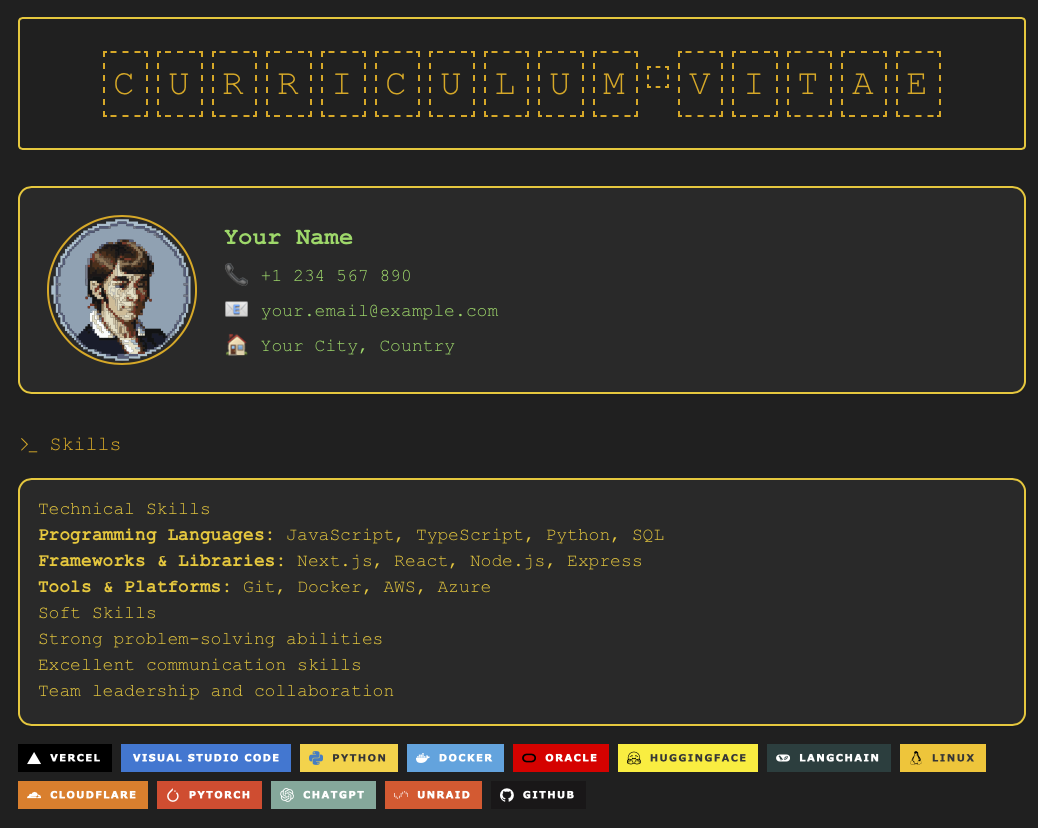 CURRICULUM VITAE
Your Name
+1 234 567 890
your.email@example.com
Your City, Country
>_ Skills
Technical Skills
Programming Languages: JavaScript, TypeScript, Python, SQL
Frameworks & Libraries: Next.js, React, Node.js, Express
Tools & Platforms: Git, Docker, AWS, Azure
Soft Skills
Strong problem-solving abilities
Excellent communication skills
Team leadership and collaboration
VERCEL VISUAL STUDIO CODE PYTHON DOCKER ORACLE HUGGINGFACE LANGCHAIN LINUX
CLOUDFLARE PYTORCH CHATGPT UNRAID GITHUB